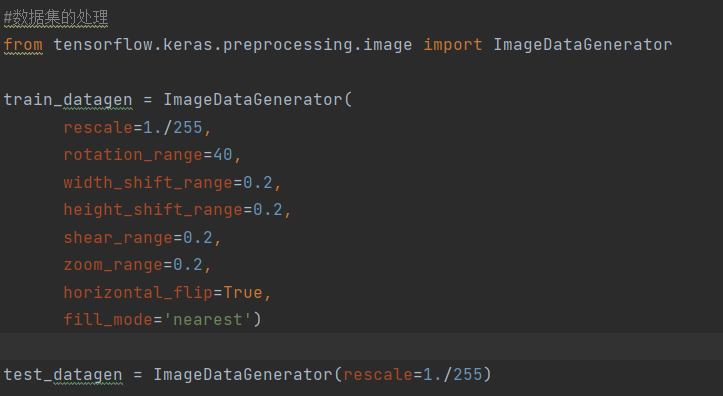 #数据集的处理
from tensorflow.keras.preprocessing.image import ImageDataGenerator
train_datagen = ImageDataGenerator(
rescale=1./255,
rotation_range=40,
width_shift_range=0.2,
height_shift_range=0.2,
shear_range=0.2,
zoom_range=0.2,
horizontal_flip=True,
fill_mode='nearest')
test_datagen = ImageDataGenerator(rescale=1./255)